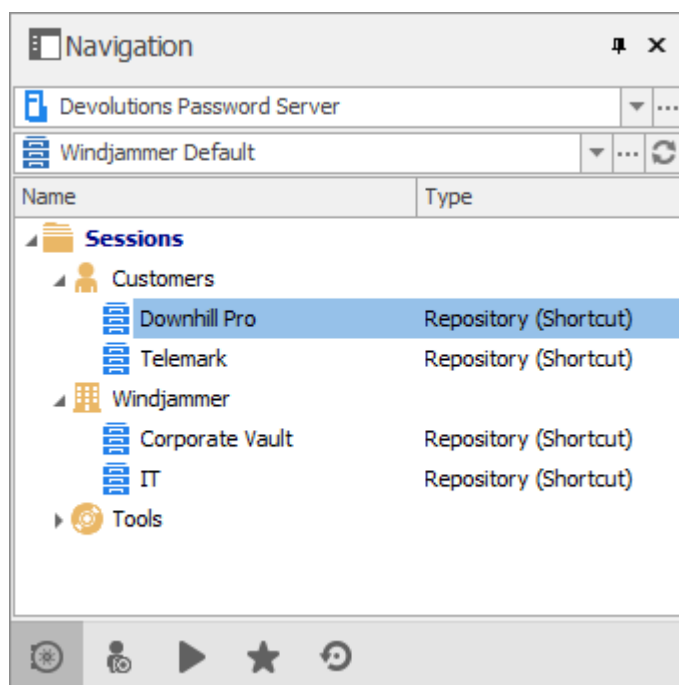 Navigation
Devolutions Password Server
Windjammer Default
Name Type
Sessions
Customers
Downhill Pro Repository (Shortcut)
Telemark Repository (Shortcut)
Windjammer
Corporate Vault Repository (Shortcut)
IT Repository (Shortcut)
Tools